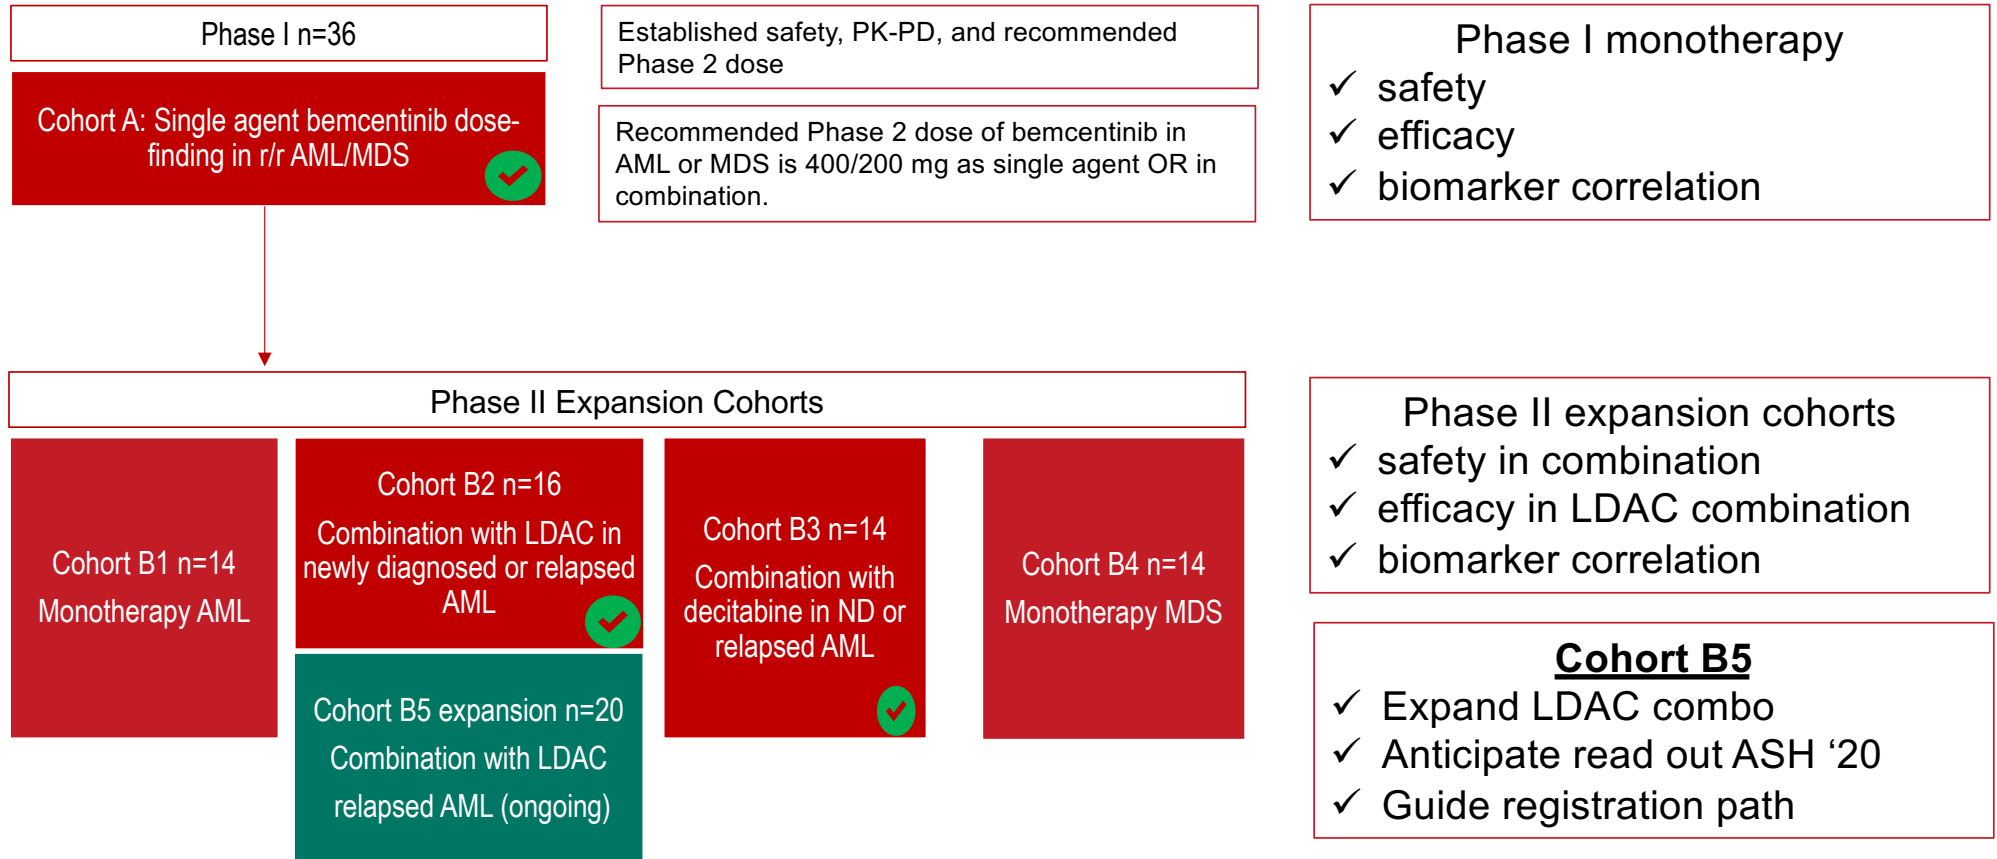 Phase I n=36
Cohort A: Single agent bemcentinib dose-
finding in r/r AML/MDS
Established safety, PK-PD, and recommended
Phase 2 dose
Recommended Phase 2 dose of bemcentinib in
AML or MDS is 400/200 mg as single agent OR in
combination.
Phase I monotherapy
✓ safety
✓ efficacy
✓ biomarker correlation
Phase II Expansion Cohorts
Cohort B1 n=14
Monotherapy AML
Cohort B2 n=16
Combination with LDAC in
newly diagnosed or relapsed
AML
Cohort B5 expansion n=20
Combination with LDAC
relapsed AML (ongoing)
Cohort B3 n=14
Combination with
decitabine in ND or
relapsed AML
Cohort B4 n=14
Monotherapy MDS
Phase II expansion cohorts
✓ safety in combination
✓ efficacy in LDAC combination
✓ biomarker correlation
Cohort B5
✓ Expand LDAC combo
✓ Anticipate read out ASH ‘20
✓ Guide registration path